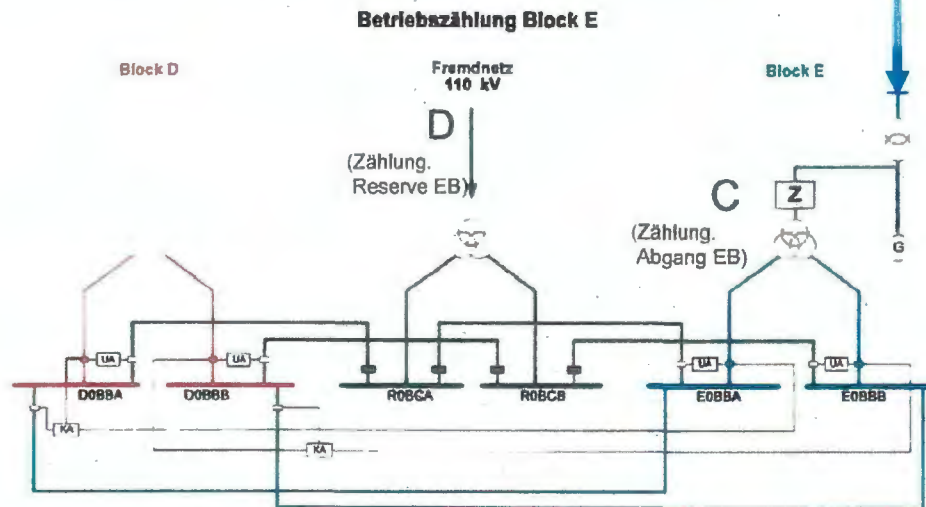 Betriebszählung Block E
Block D
Fremdnetz
110 kV
Block E
D
(Zählung.
Reserve EB)
C
(Zählung.
Abgang EB)
Z
G
UA
UA
UA
UA
D0BBA
D0BBB
R0BCA
R0BCB
E0BBA
E0BBB
KA
KA